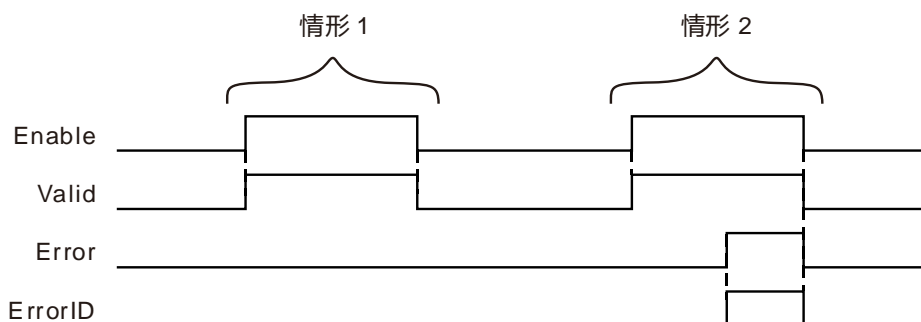 情形 1
情形 2
Enable
Valid
Error
ErrorID